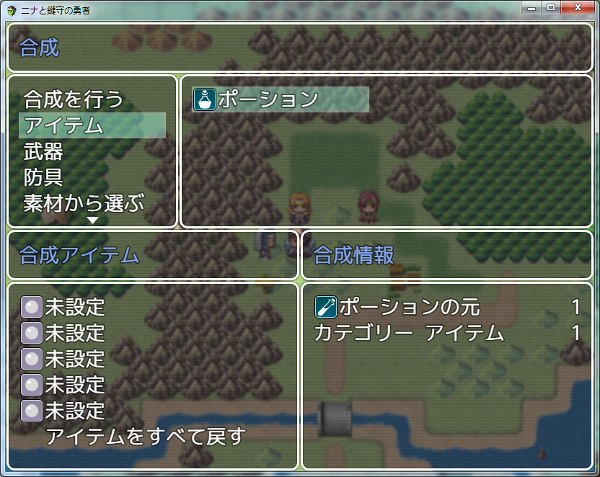 ニナと鍵守の勇者
合成
合成を行う
アイテム
武器
防具
素材から選ぶ
ポーション
合成アイテム
合成情報
未設定
未設定
未設定
未設定
未設定
アイテムをすべて戻す
ポーションの元 1
カテゴリー アイテム 1